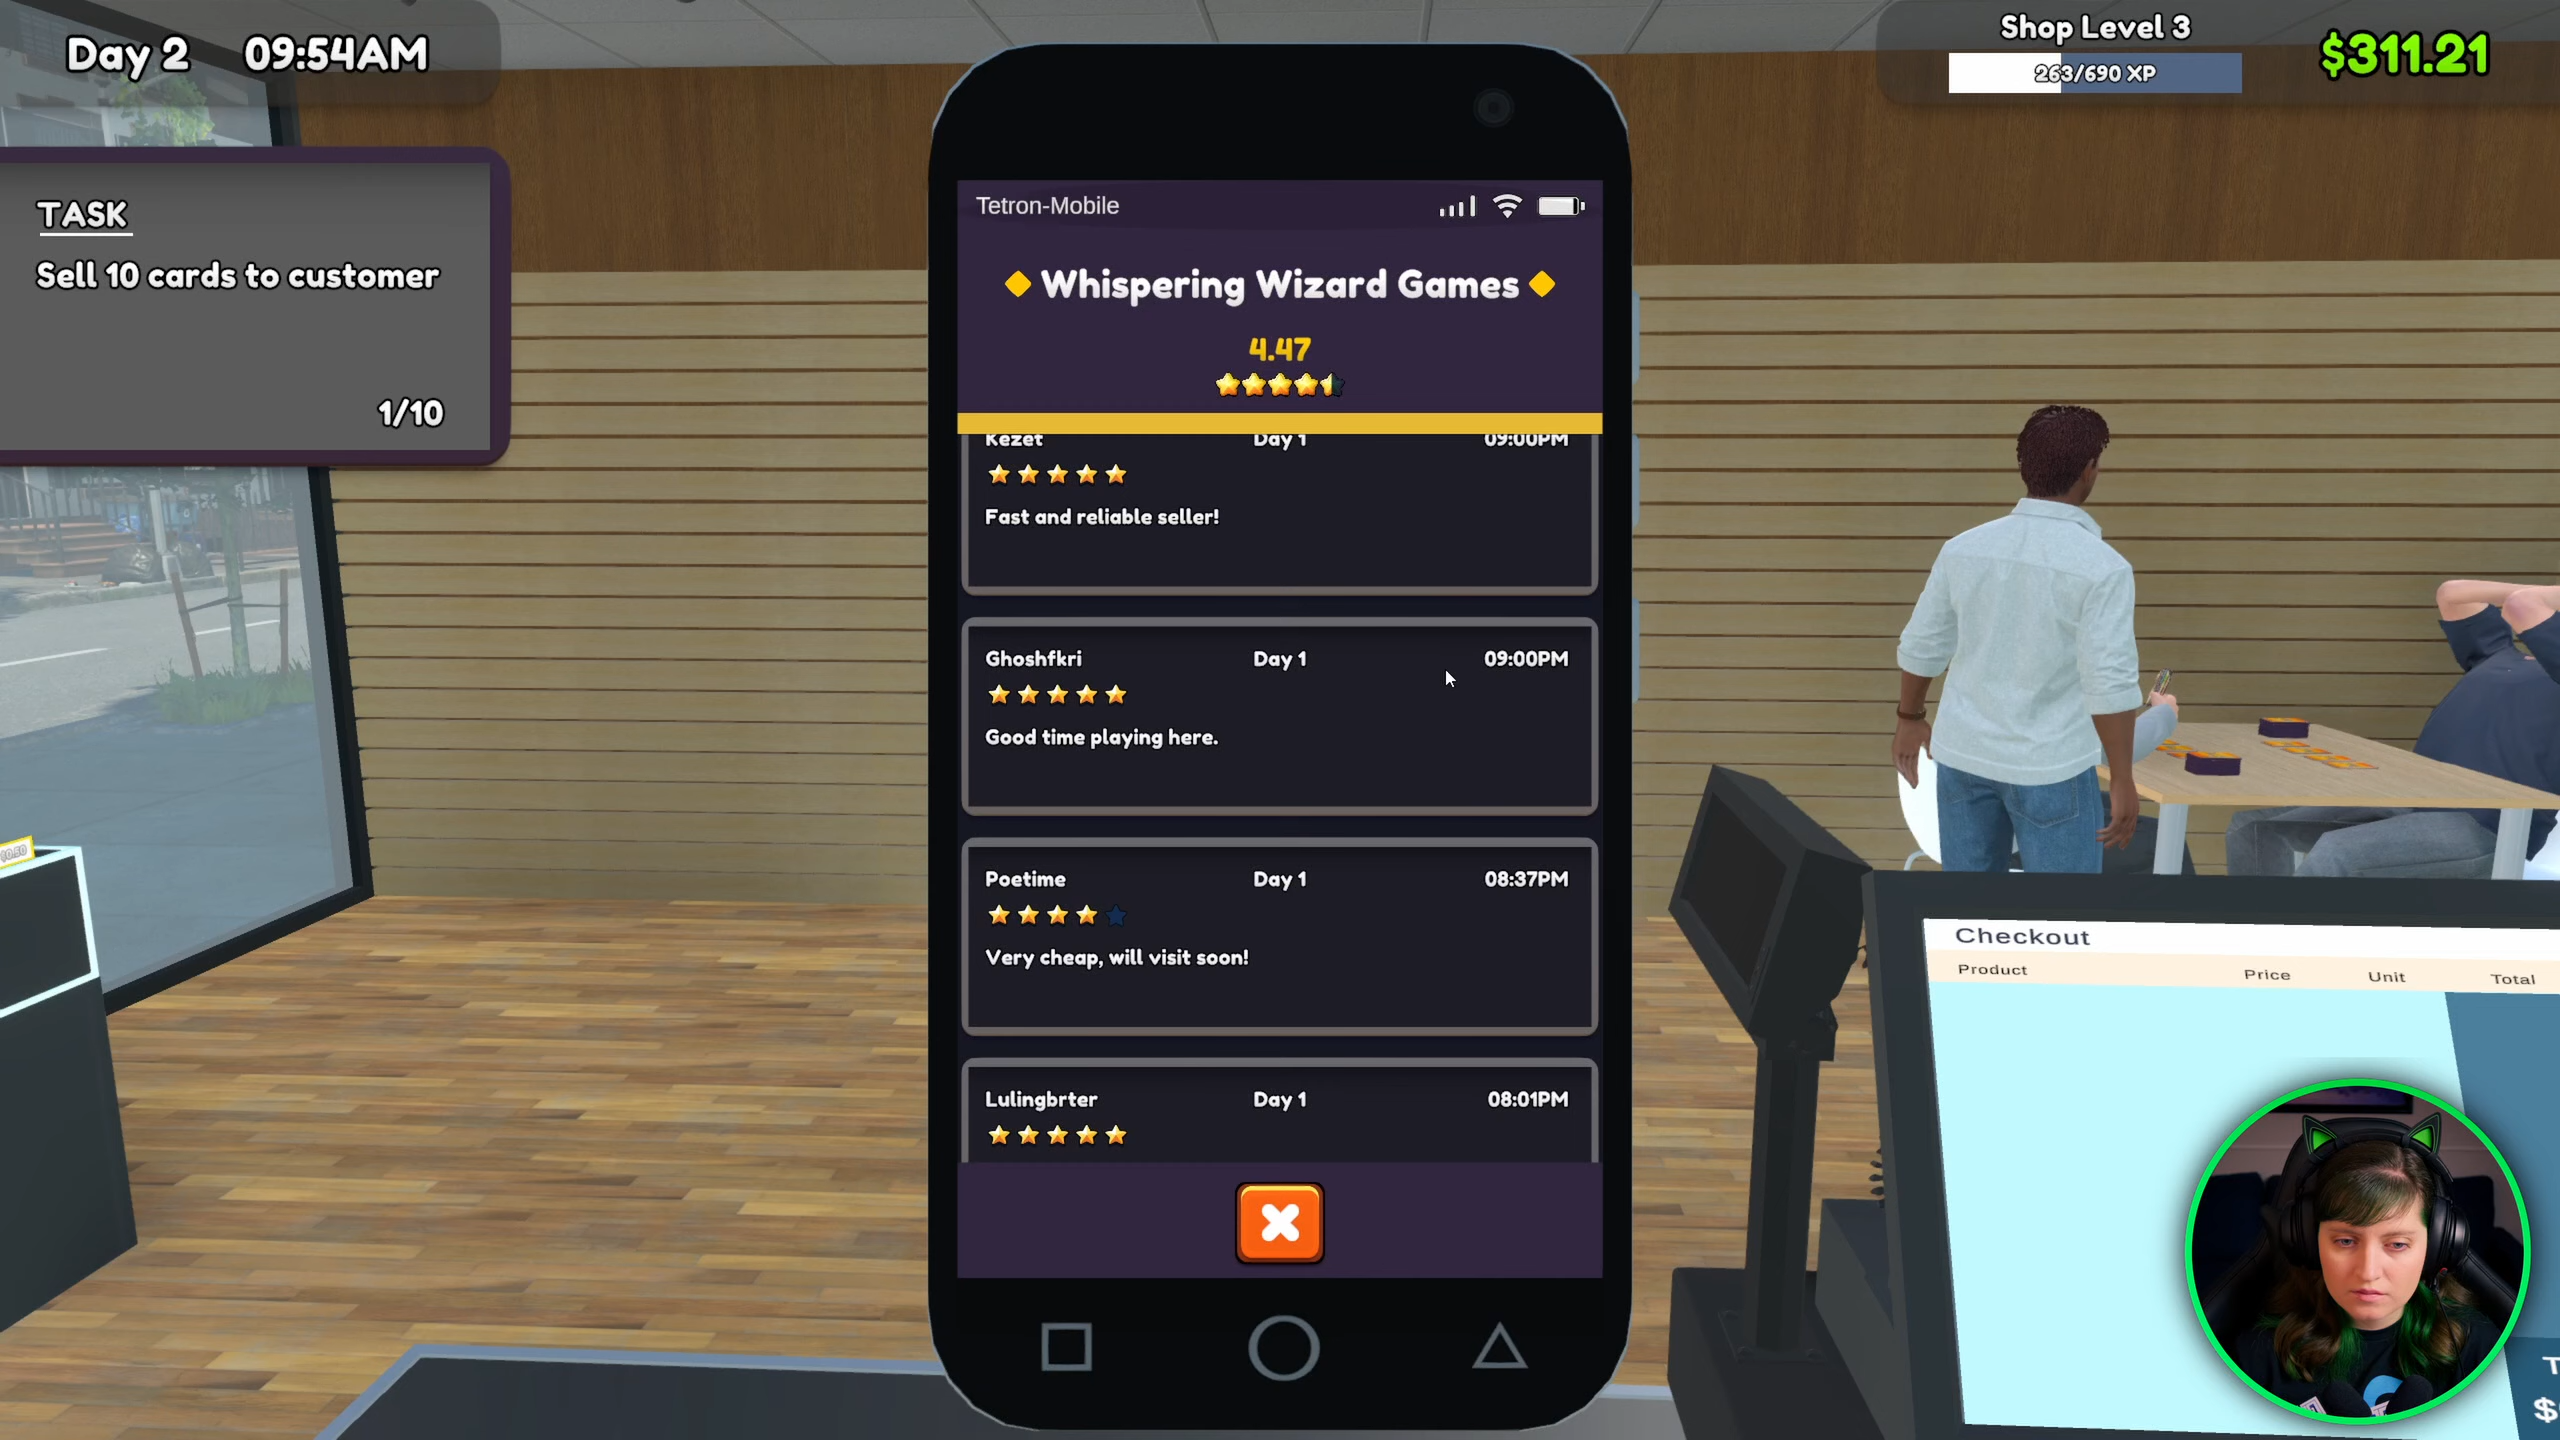 Day 2 09:54AM
Shop Level 3
263/690 XP
$311.21
TASK
Sell 10 cards to customer
1/10
Tetron-Mobile
Whispering Wizard Games
4.47
Kezet Day 1 09:00PM
Fast and reliable seller!
Ghoshfkri Day 1 09:00PM
Good time playing here.
Poetime Day 1 08:37PM
Very cheap, will visit soon!
Lulingbrter Day 1 08:01PM
Checkout
Product Price Unit Total